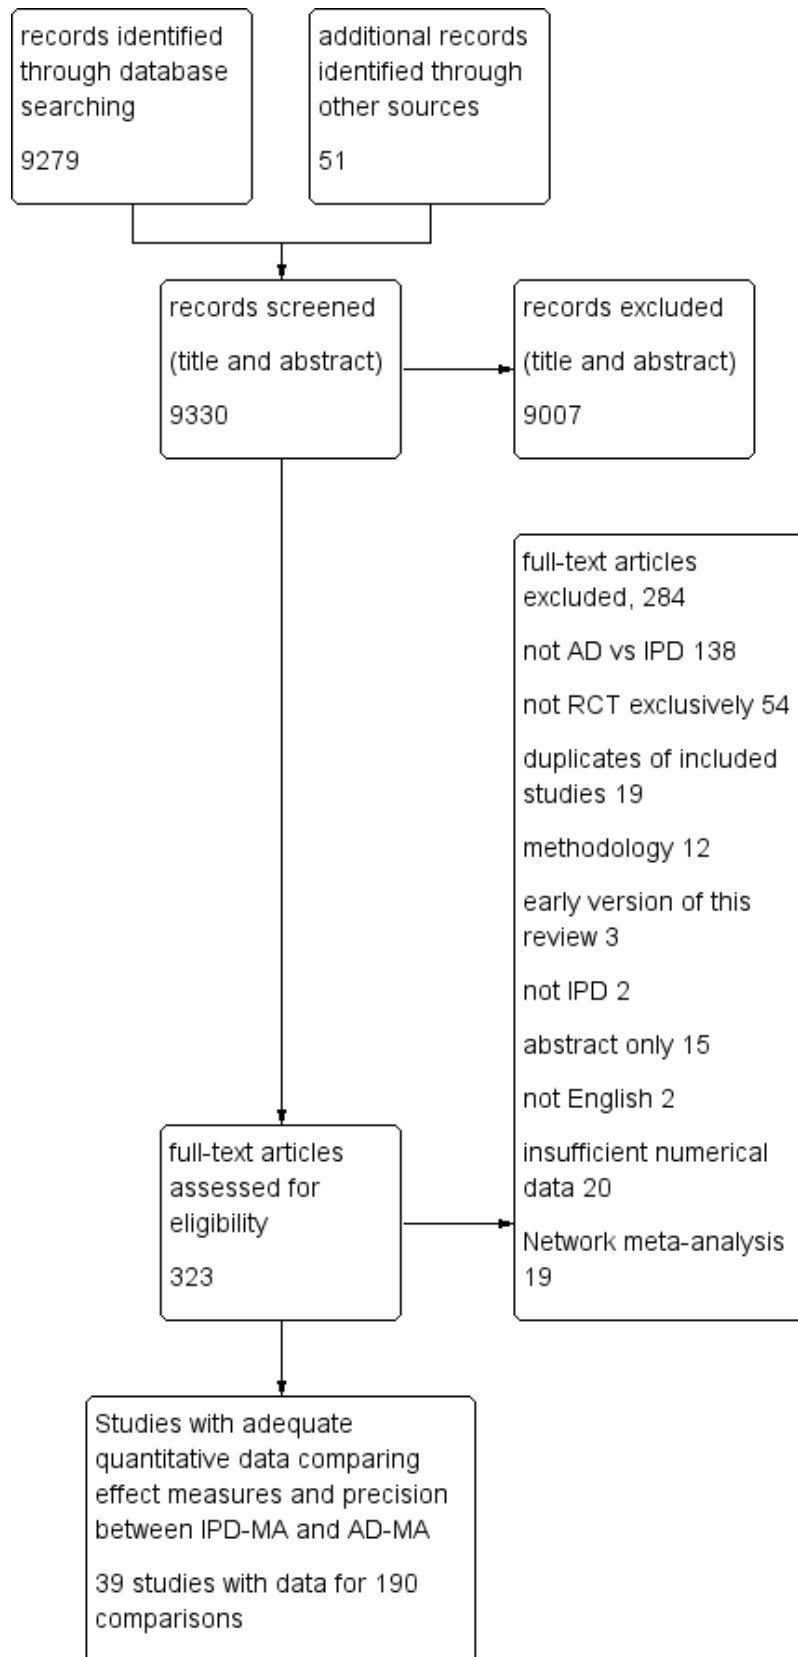 records identified
through database
searching
9279
additional records
identified through
other sources
51
records screened
(title and abstract)
9330
records excluded
(title and abstract)
9007
full-text articles
excluded, 284
not AD vs IPD 138
not RCT exclusively 54
duplicates of included
studies 19
methodology 12
early version of this
review 3
not IPD 2
abstract only 15
not English 2
insufficient numerical
data 20
Network meta-analysis
19
full-text articles
assessed for
eligibility
323
Studies with adequate
quantitative data comparing
effect measures and precision
between IPD-MA and AD-MA
39 studies with data for 190
comparisons